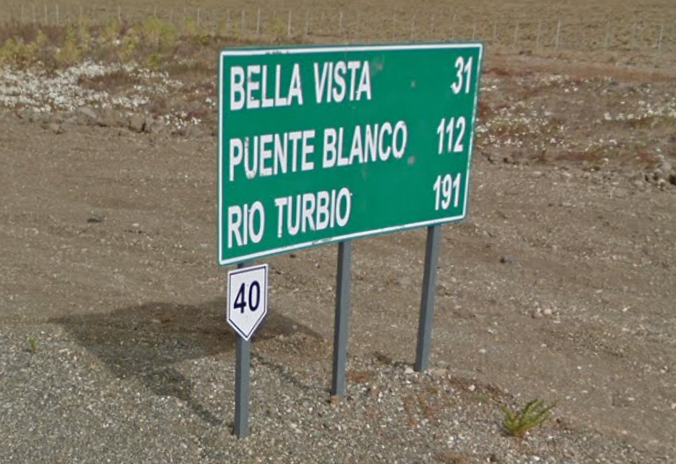 BELLA VISTA 31
PUENTE BLANCO 112
RIO TURBIO 191
40